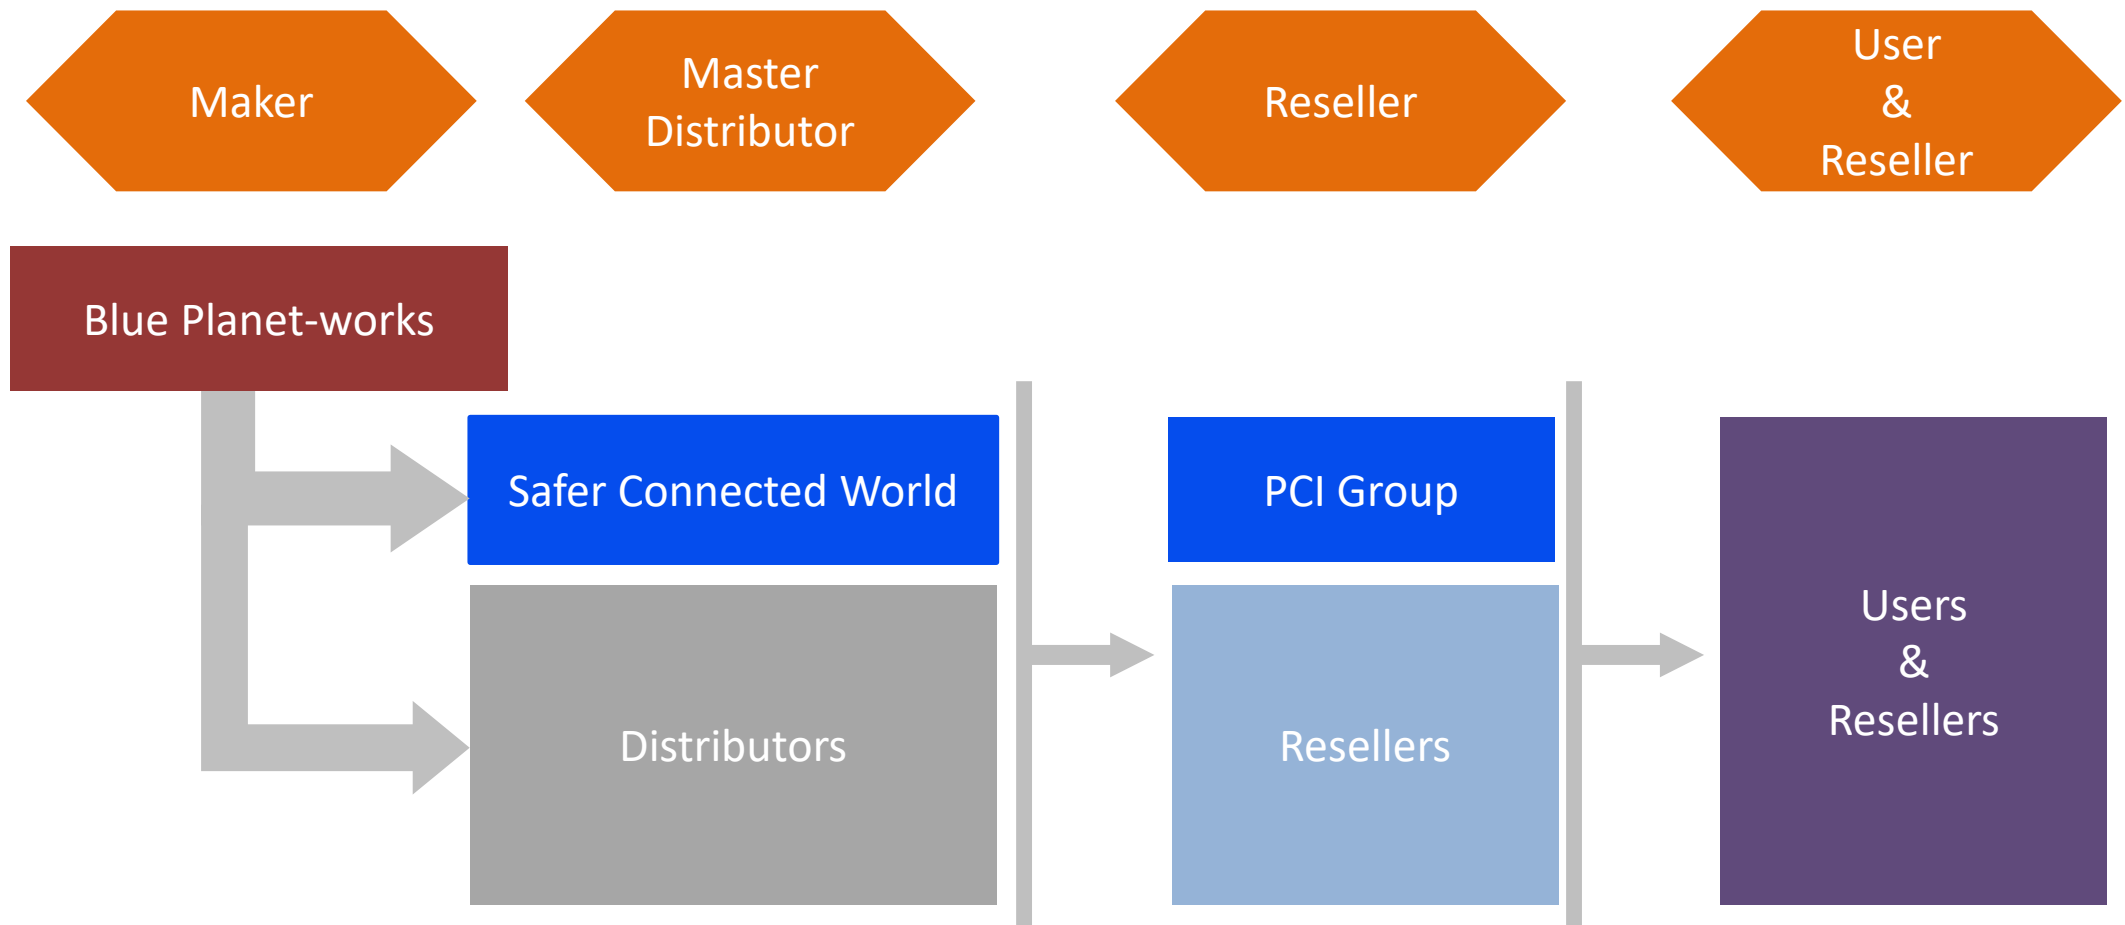 Maker
Master
Distributor
Reseller
User
&
Reseller
Blue Planet-works
Safer Connected World
PCI Group
Distributors
Resellers
Users
&
Resellers